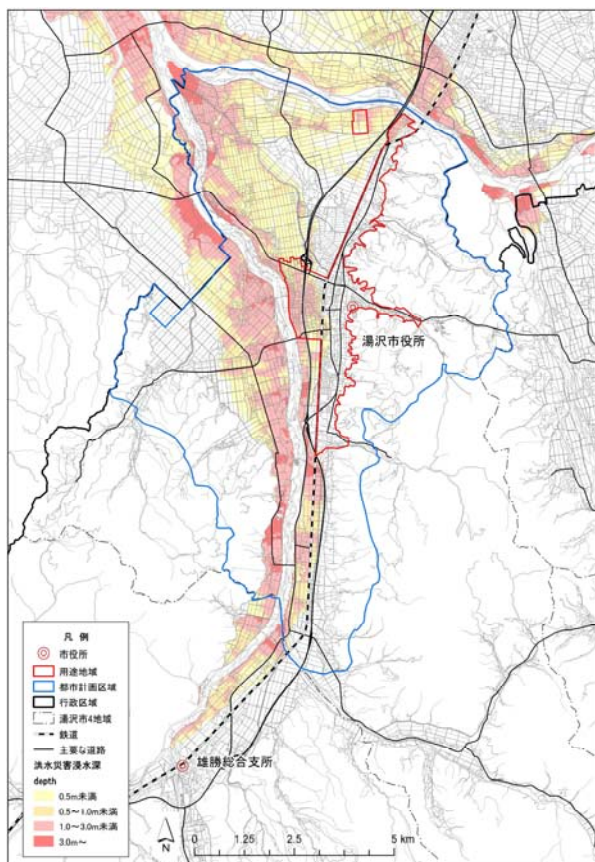 湯沢市役所
凡 例
市役所
用途地域
都市計画区域
行政区域
湯沢市4地域
鉄道
主要な道路
洪水災害浸水深
depth
0.5m未満
0.5～1.0m未満
1.0～3.0m未満
3.0m～
雄勝総合支所
N
0 1.25 2.5 5 km